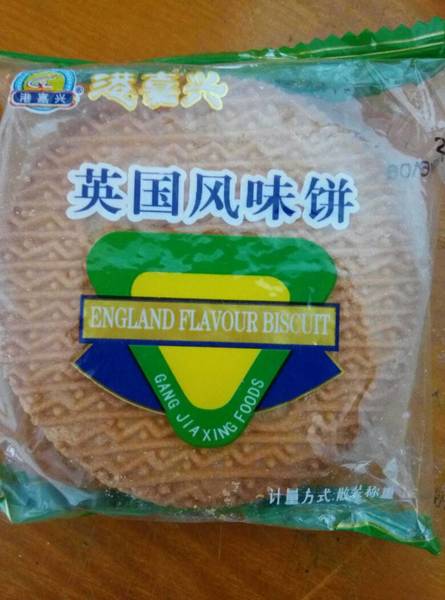 港嘉兴®
港嘉兴
英国风味饼
ENGLAND FLAVOUR BISCUIT
GANG JIA XING FOODS
计量方式:散装称重